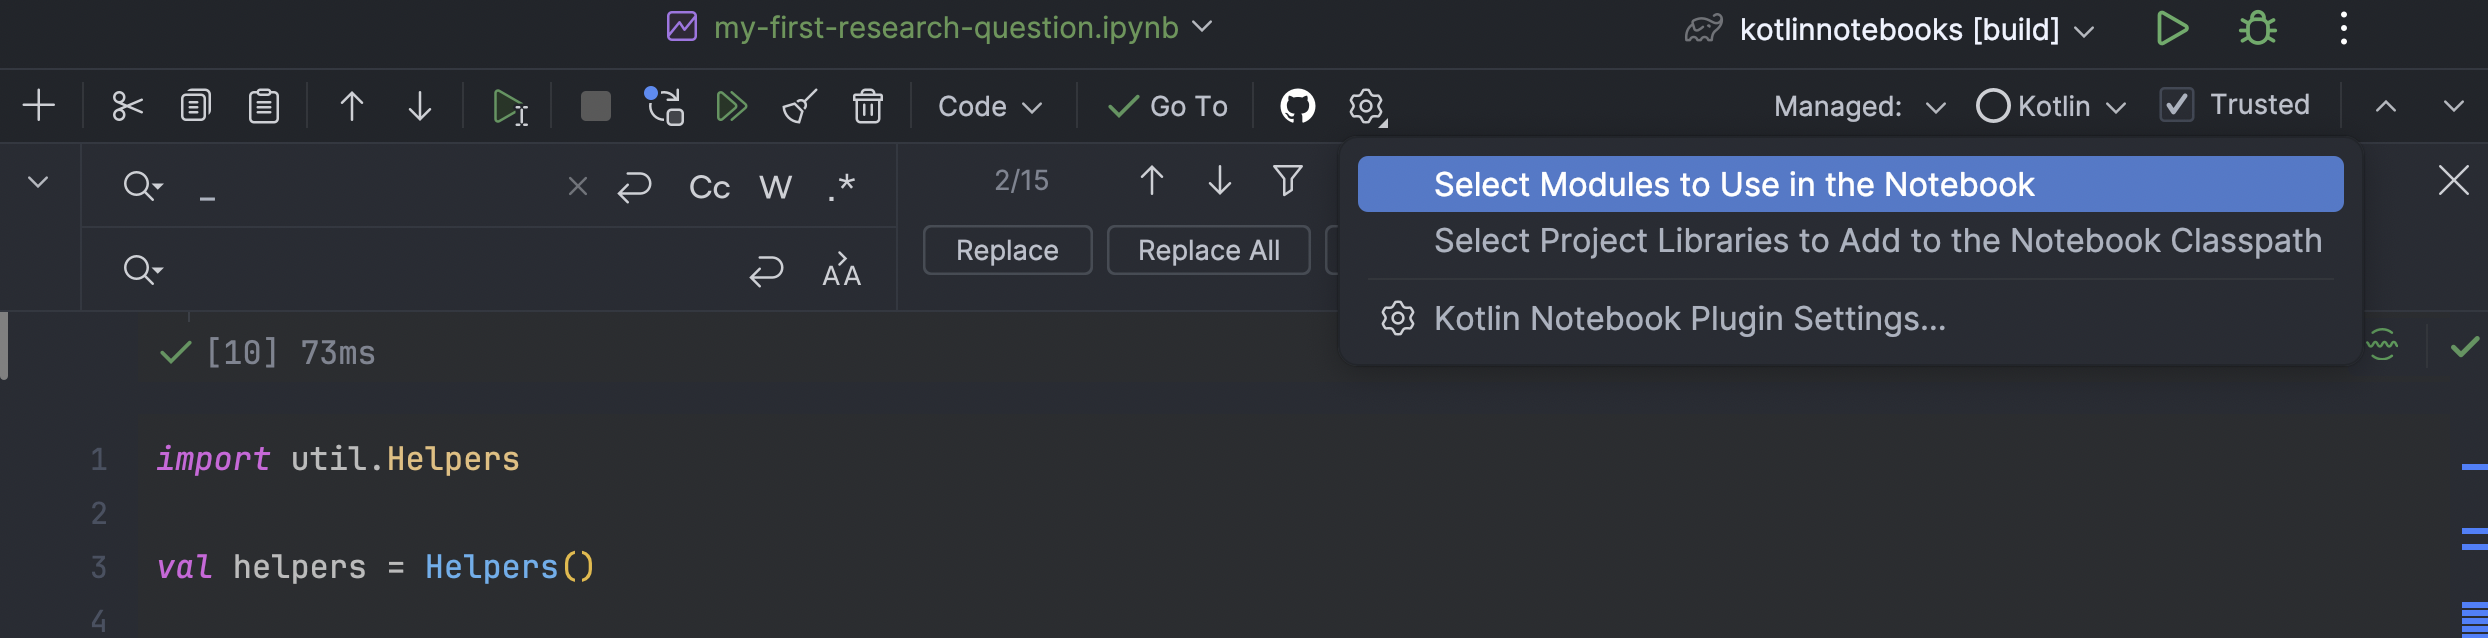 my-first-research-question.ipynb
kotlinnotebooks [build]
Code
Go To
Managed:
Kotlin
Trusted
_
Cc
W
.*
2/15
Replace
Replace All
Select Modules to Use in the Notebook
Select Project Libraries to Add to the Notebook Classpath
Kotlin Notebook Plugin Settings...
[10] 73ms
1 import util.Helpers
2
3 val helpers = Helpers()
4